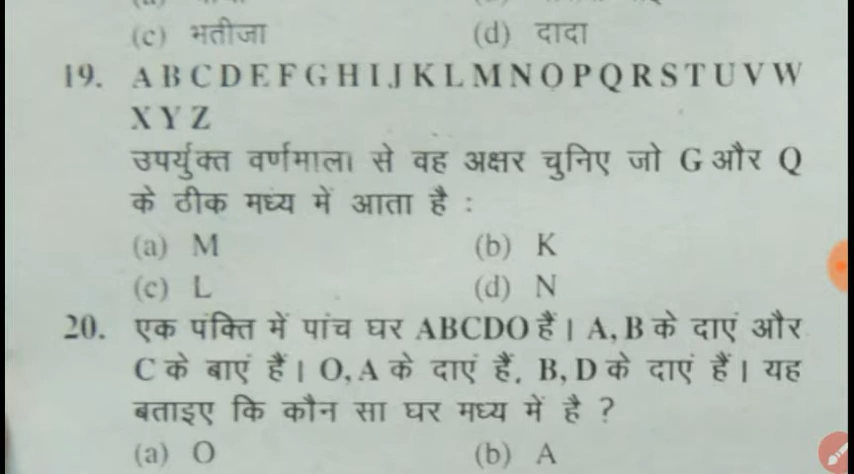 (c) भतीजा (d) दादा
19. A B C D E F G H I J K L M N O P Q R S T U V W
X Y Z
उपर्युक्त वर्णमाला से वह अक्षर चुनिए जो G और Q
के ठीक मध्य में आता है :
(a) M (b) K
(c) L (d) N
20. एक पंक्ति में पांच घर ABCDO हैं। A, B के दाएं और
C के बाएं हैं। O, A के दाएं हैं, B, D के दाएं हैं। यह
बताइए कि कौन सा घर मध्य में है ?
(a) O (b) A